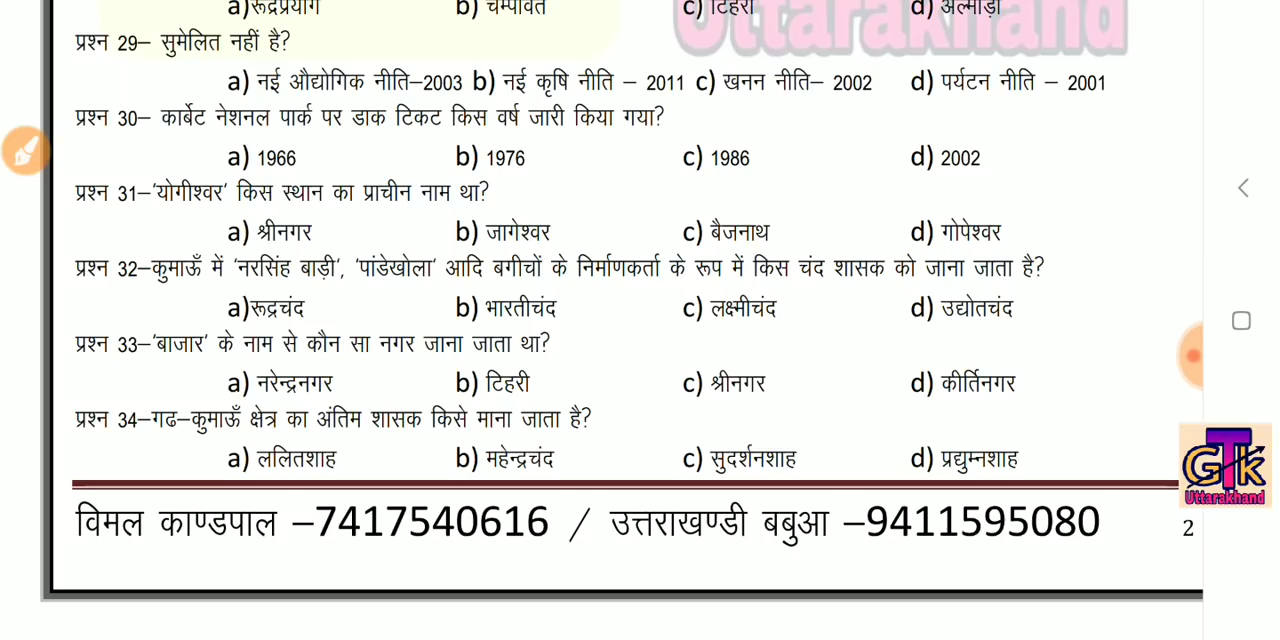 a)रूद्रप्रयाग b) चम्पावत c) टिहरी d) अल्मोड़ा
Uttarakhand
प्रश्न 29– सुमेलित नहीं है?
a) नई औद्योगिक नीति–2003 b) नई कृषि नीति – 2011 c) खनन नीति– 2002 d) पर्यटन नीति – 2001
प्रश्न 30– कार्बेट नेशनल पार्क पर डाक टिकट किस वर्ष जारी किया गया?
a) 1966 b) 1976 c) 1986 d) 2002
प्रश्न 31–'योगीश्वर' किस स्थान का प्राचीन नाम था?
a) श्रीनगर b) जागेश्वर c) बैजनाथ d) गोपेश्वर
प्रश्न 32–कुमाऊँ में 'नरसिंह बाड़ी', 'पांडेखोला' आदि बगीचों के निर्माणकर्ता के रूप में किस चंद शासक को जाना जाता है?
a)रूद्रचंद b) भारतीचंद c) लक्ष्मीचंद d) उद्योतचंद
प्रश्न 33–'बाजार' के नाम से कौन सा नगर जाना जाता था?
a) नरेन्द्रनगर b) टिहरी c) श्रीनगर d) कीर्तिनगर
प्रश्न 34–गढ–कुमाऊँ क्षेत्र का अंतिम शासक किसे माना जाता है?
a) ललितशाह b) महेन्द्रचंद c) सुदर्शनशाह d) प्रद्युम्नशाह
GTK
Uttarakhand
विमल काण्डपाल –7417540616 / उत्तराखण्डी बबुआ –9411595080
2